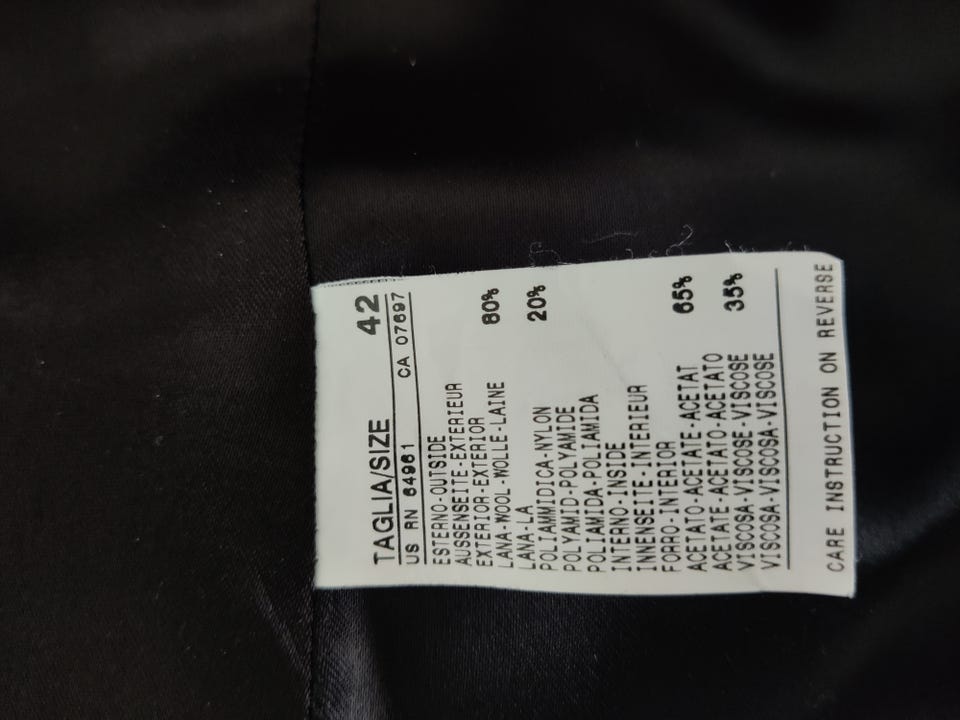 TAGLIA/SIZE 42
US RN 64961 CA 07697
ESTERNO-OUTSIDE
AUSSENSEITE-EXTERIEUR
EXTERIOR-EXTERIOR
LANA-WOOL-WOLLE-LAINE 80%
LANA-LA
POLIAMMIDICA-NYLON 20%
POLYAMID-POLYAMIDE
POLIAMIDA-POLIAMIDA
INTERNO-INSIDE
INNENSEITE-INTERIEUR
FORRO-INTERIOR
ACETATO-ACETATE-ACETAT 65%
ACETATE-ACETATO-ACETATO
VISCOSA-VISCOSE-VISCOSE 35%
VISCOSA-VISCOSA-VISCOSE
CARE INSTRUCTION ON REVERSE